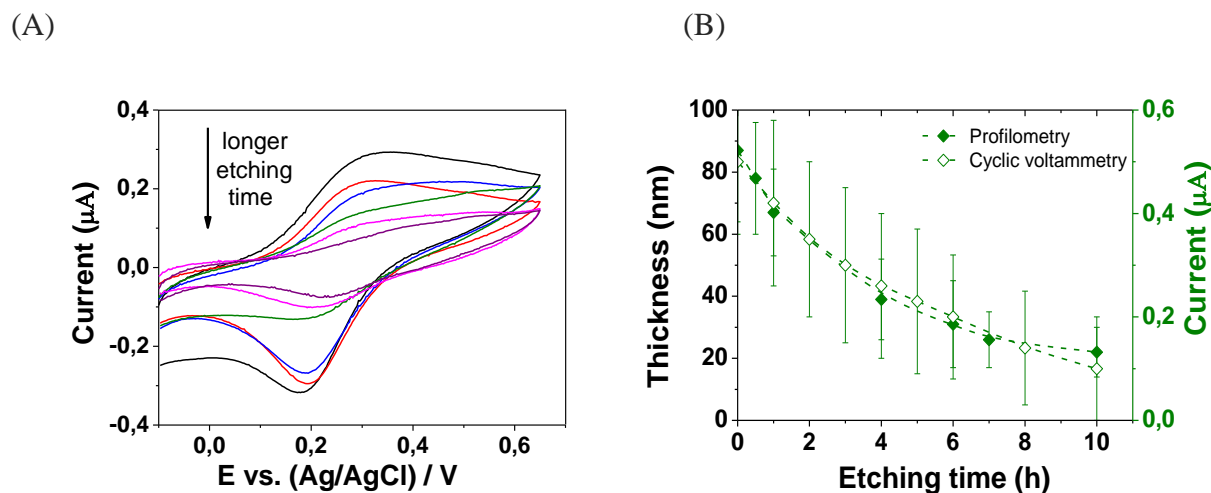 (A)
(B)
0,4
0,2
0,0
-0,2
-0,4
Current (µA)
longer
etching
time
0,0
0,2
0,4
0,6
E vs. (Ag/AgCl) / V
100
80
60
40
20
0
Thickness (nm)
Profilometry
Cyclic voltammetry
0,6
0,4
0,2
0,0
Current (µA)
0
2
4
6
8
10
Etching time (h)